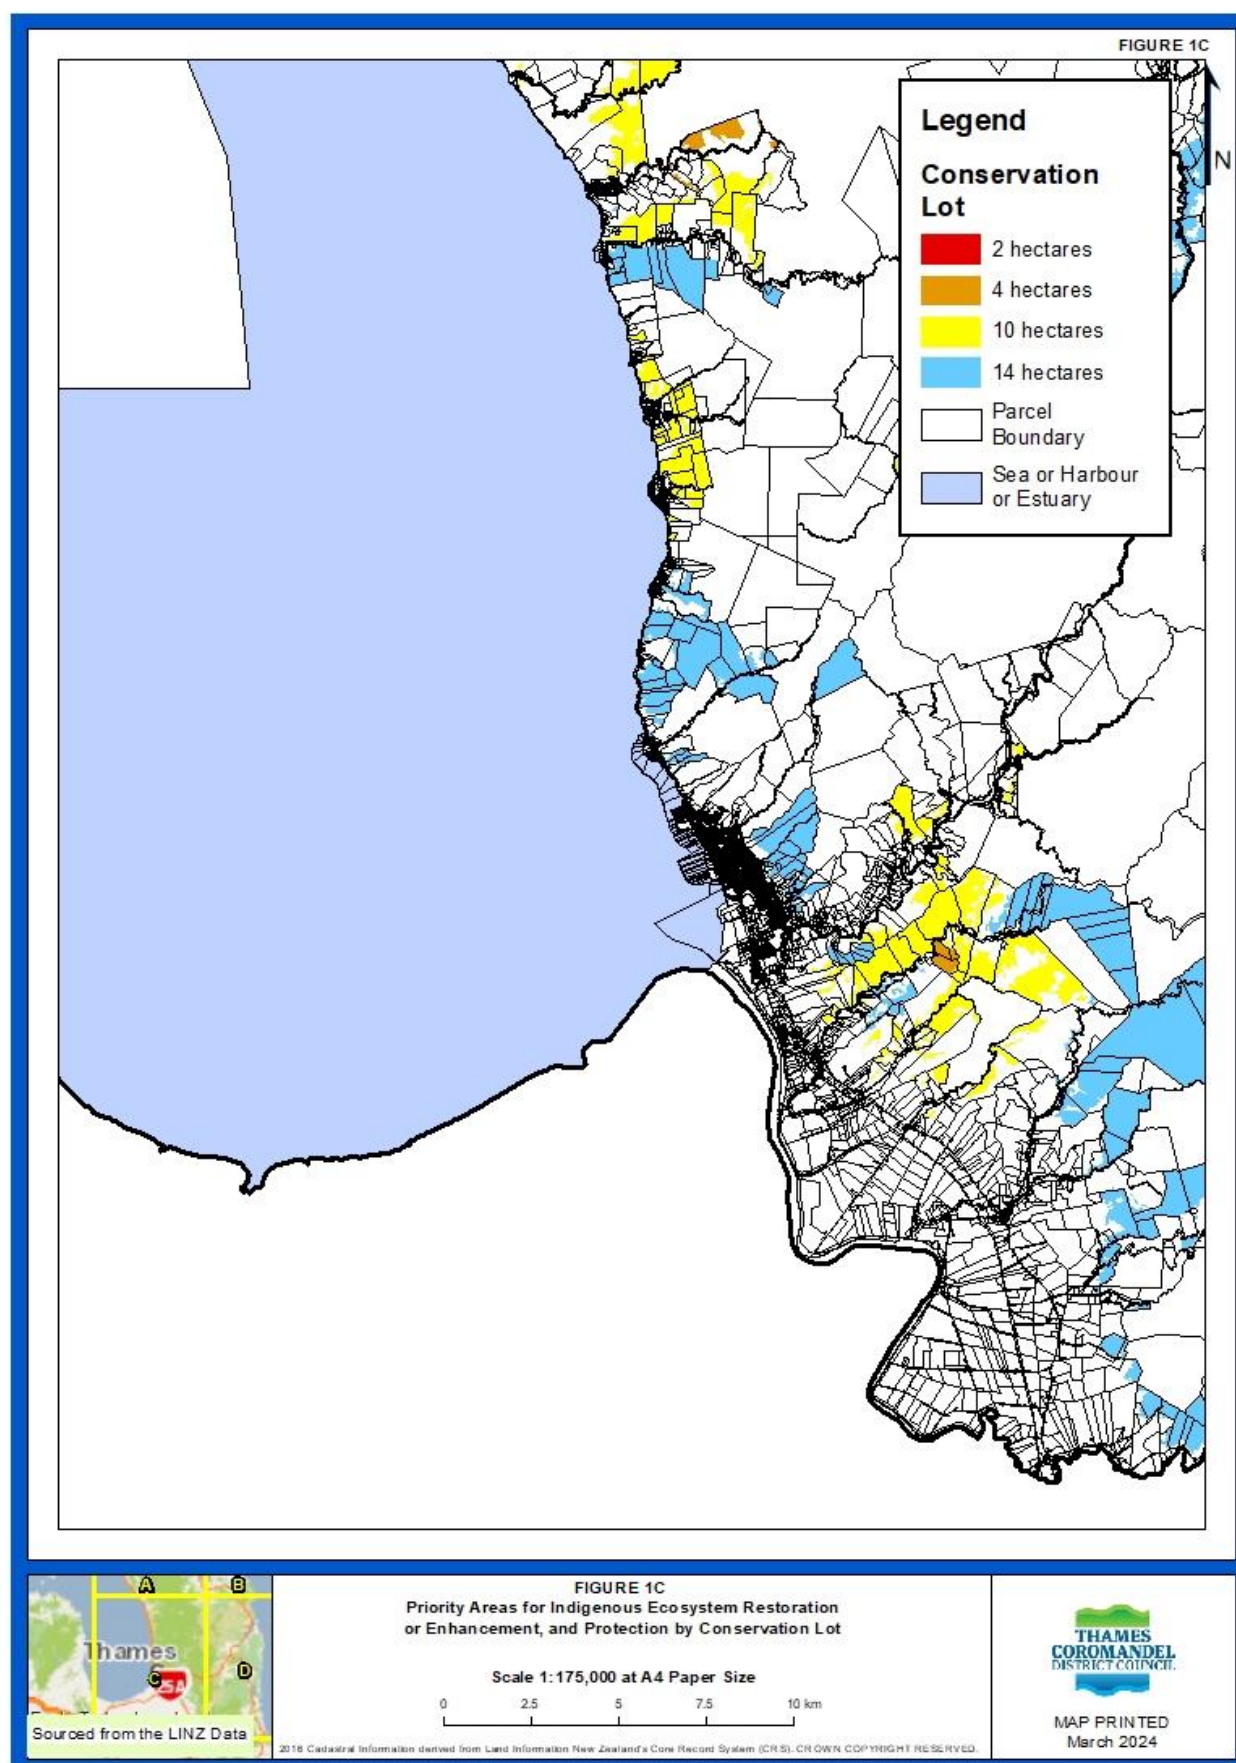 FIGURE 1C
Legend
Conservation
Lot
2 hectares
4 hectares
10 hectares
14 hectares
Parcel
Boundary
Sea or Harbour
or Estuary
N
A
B
Thames
C
25A
D
Sourced from the LINZ Data
FIGURE 1C
Priority Areas for Indigenous Ecosystem Restoration
or Enhancement, and Protection by Conservation Lot
Scale 1:175,000 at A4 Paper Size
0 2.5 5 7.5 10 km
2016 Cadastral Information derived from Land Information New Zealand's Core Record System (CRS). CROWN COPYRIGHT RESERVED.
THAMES
COROMANDEL
DISTRICT COUNCIL
MAP PRINTED
March 2024